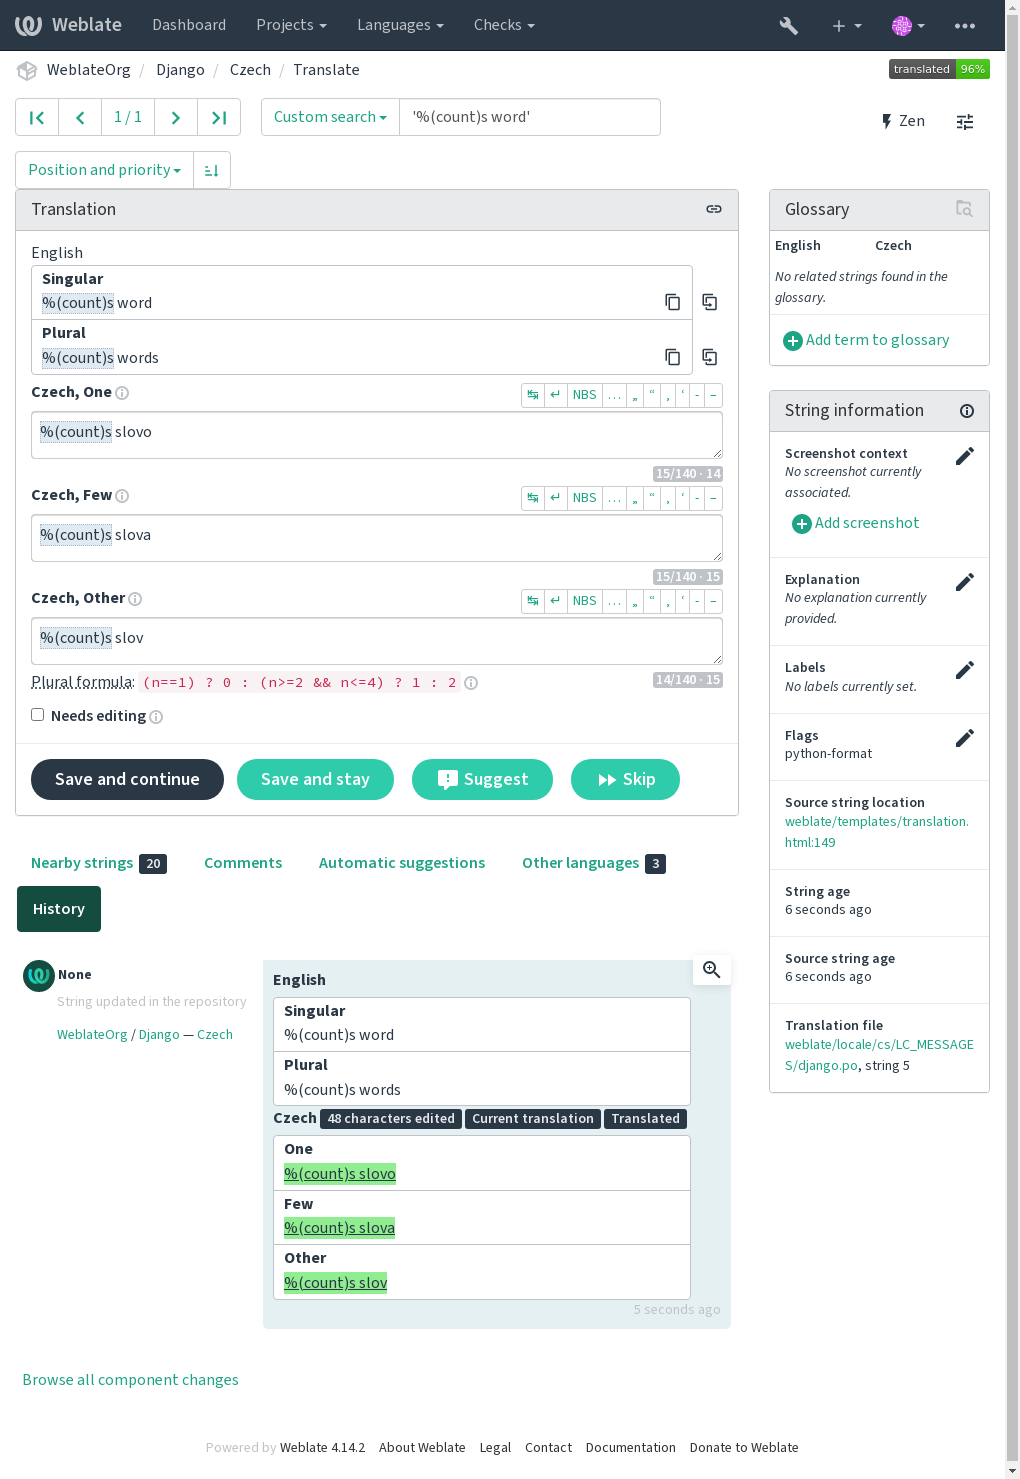 Weblate Dashboard Projects Languages Checks
WeblateOrg / Django / Czech / Translate translated 96%
1 / 1 Custom search '%(count)s word' Zen
Position and priority
Translation
English
Singular
%(count)s word
Plural
%(count)s words
Czech, One ↹ ↵ NBS … „ “ ‚ ‘ - –
%(count)s slovo
15/140 · 14
Czech, Few ↹ ↵ NBS … „ “ ‚ ‘ - –
%(count)s slova
15/140 · 15
Czech, Other ↹ ↵ NBS … „ “ ‚ ‘ - –
%(count)s slov
Plural formula: (n==1) ? 0 : (n>=2 && n<=4) ? 1 : 2 14/140 · 15
Needs editing
Save and continue Save and stay Suggest Skip
Glossary
English Czech
No related strings found in the
glossary.
Add term to glossary
String information
Screenshot context
No screenshot currently
associated.
Add screenshot
Explanation
No explanation currently
provided.
Labels
No labels currently set.
Flags
python-format
Source string location
weblate/templates/translation.
html:149
String age
6 seconds ago
Source string age
6 seconds ago
Translation file
weblate/locale/cs/LC_MESSAGE
S/django.po, string 5
Nearby strings 20 Comments Automatic suggestions Other languages 3
History
None
String updated in the repository
WeblateOrg / Django — Czech
English
Singular
%(count)s word
Plural
%(count)s words
Czech 48 characters edited Current translation Translated
One
%(count)s slovo
Few
%(count)s slova
Other
%(count)s slov
5 seconds ago
Browse all component changes
Powered by Weblate 4.14.2 About Weblate Legal Contact Documentation Donate to Weblate